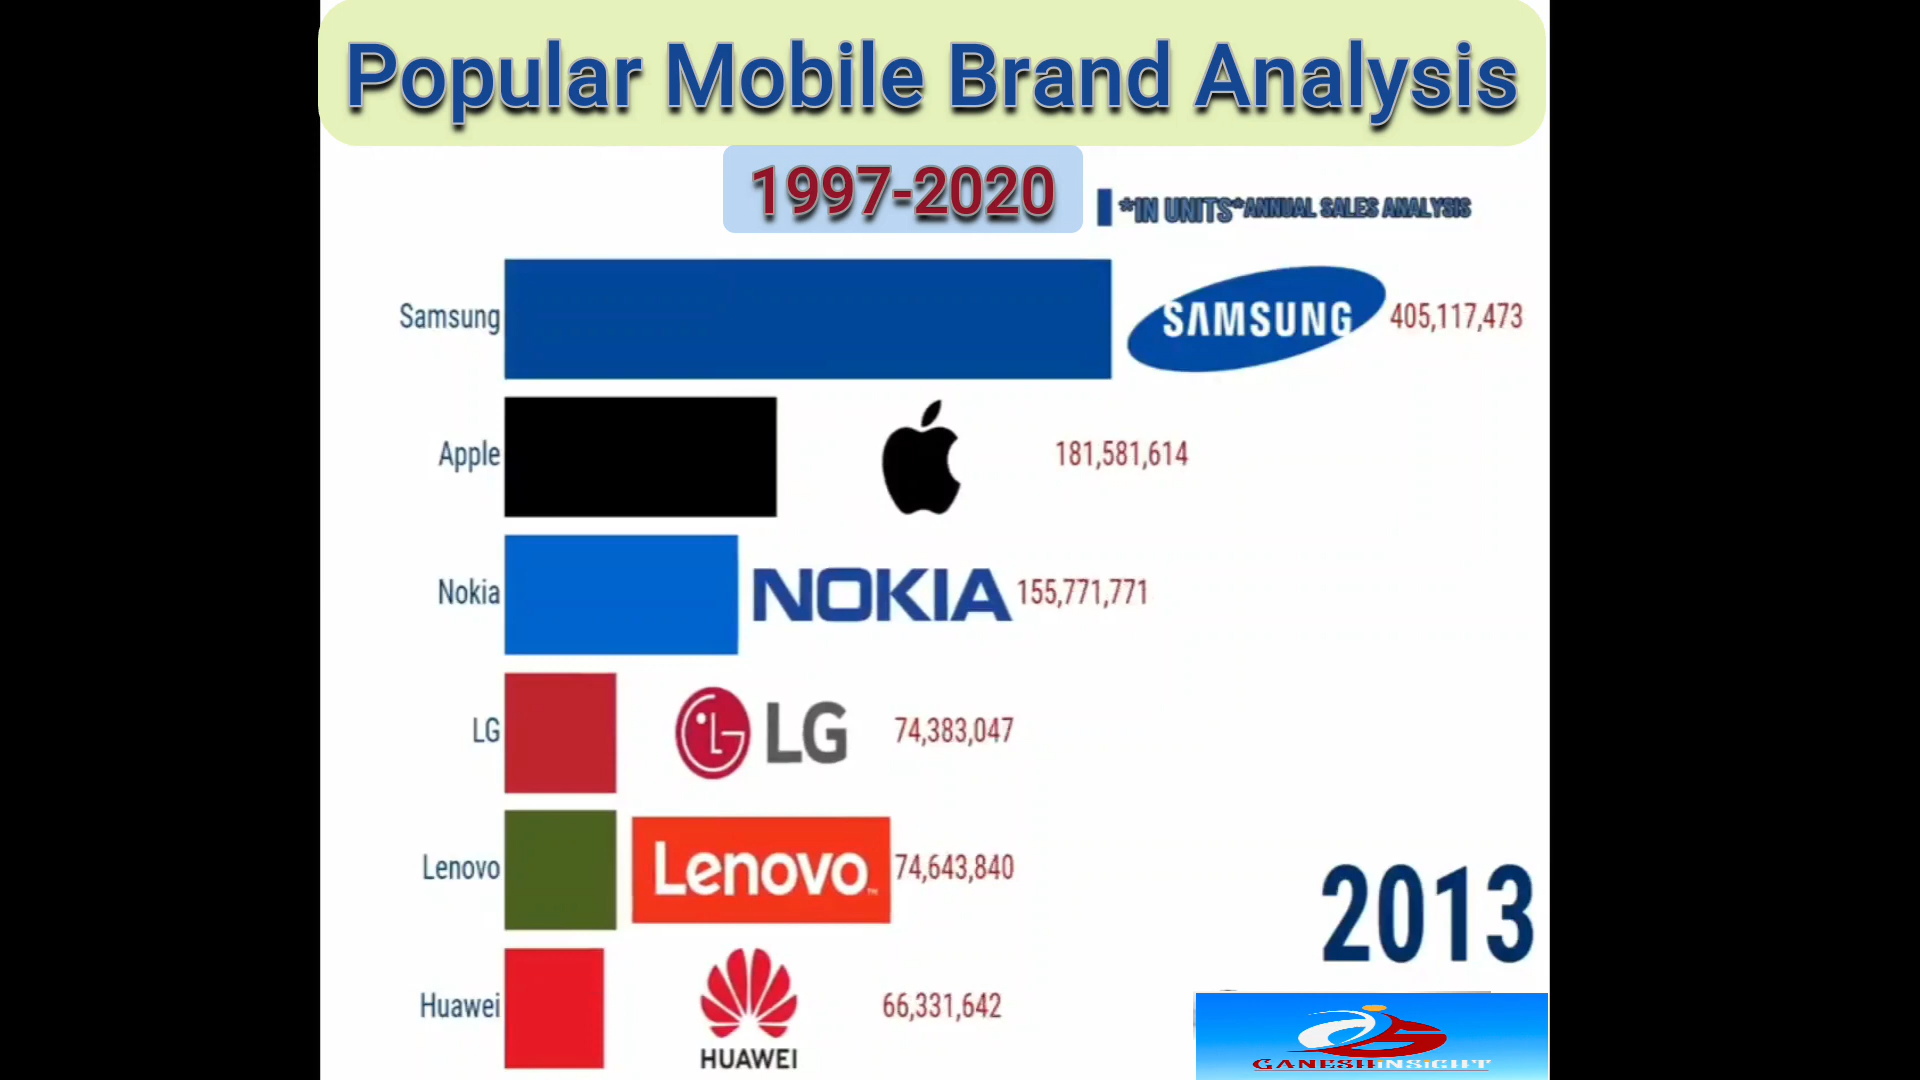 Popular Mobile Brand Analysis
1997-2020
*IN UNITS*ANNUAL SALES ANALYSIS
Samsung SAMSUNG 405,117,473
Apple 181,581,614
Nokia NOKIA 155,771,771
LG LG 74,383,047
Lenovo Lenovo™ 74,643,840
Huawei HUAWEI 66,331,642
2013
GANESHiNSiGHT